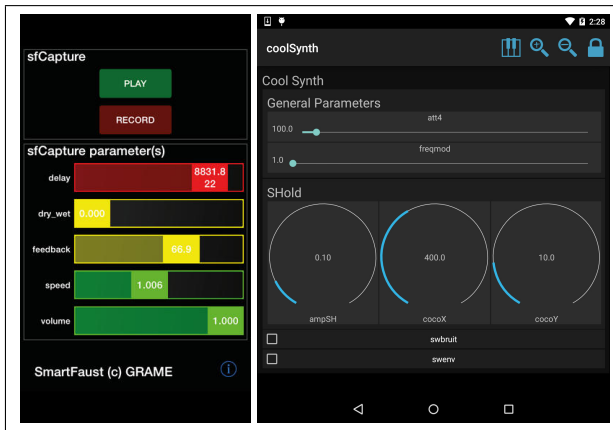 sfCapture
PLAY
RECORD
sfCapture parameter(s)
delay
8831.8
22
dry_wet
0.000
feedback
66.9
speed
1.006
volume
1.000
SmartFaust (c) GRAME
i
2:28
coolSynth
Cool Synth
General Parameters
att4
100.0
freqmod
1.0
SHold
0.10
400.0
10.0
ampSH
cocoX
cocoY
swbruit
swenv